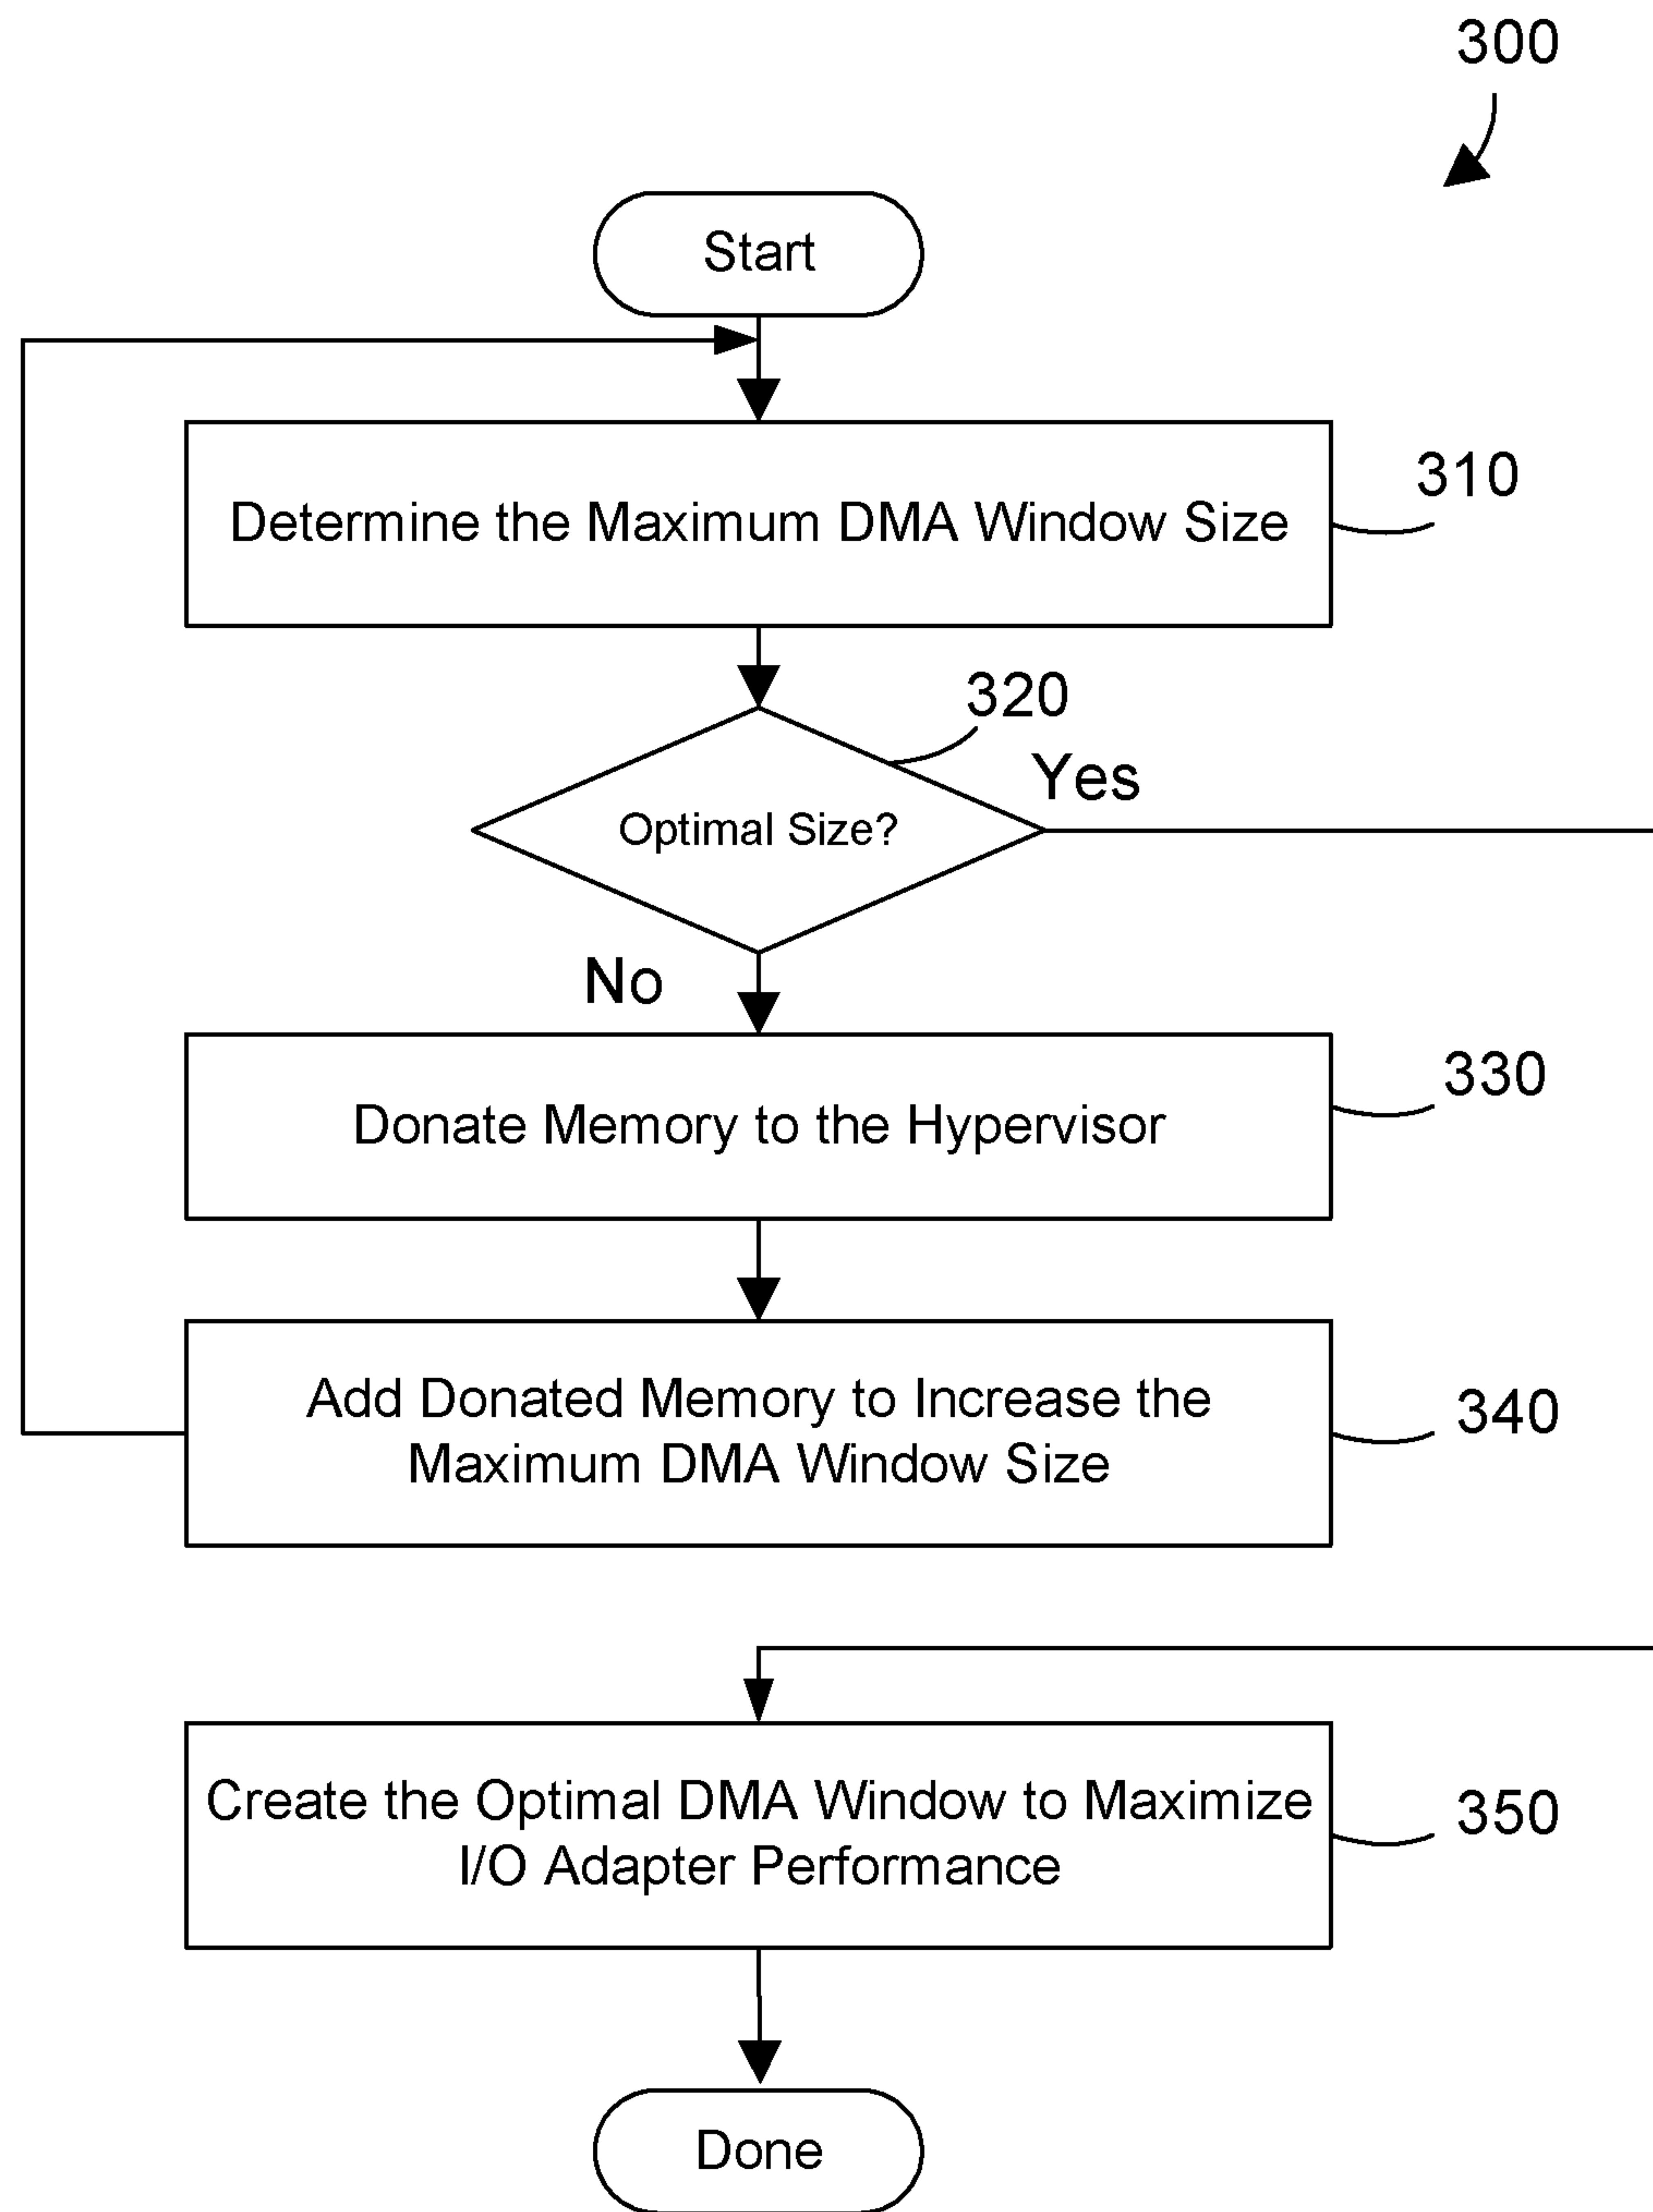 300
Start
Determine the Maximum DMA Window Size
310
320
Yes
Optimal Size?
No
Donate Memory to the Hypervisor
330
Add Donated Memory to Increase the
Maximum DMA Window Size
340
Create the Optimal DMA Window to Maximize
I/O Adapter Performance
350
Done